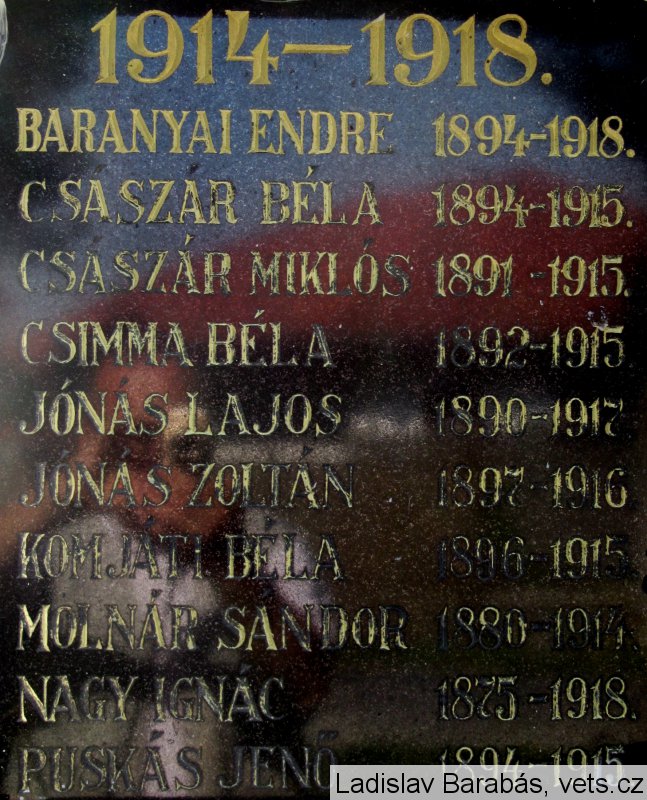 1914—1918.
BARANYAI ENDRE 1894-1918.
CSÁSZÁR BÉLA 1894-1915.
CSÁSZÁR MIKLÓS 1891-1915.
CSIMMA BÉLA 1892-1915.
JÓNÁS LAJOS 1890-1917.
JÓNÁS ZOLTÁN 1897-1916.
KOMJÁTI BÉLA 1896-1915.
MOLNÁR SÁNDOR 1880-1914.
NAGY IGNÁC 1875-1918.
PUSKÁS JENŐ 1894-1915
Ladislav Barabás, vets.cz